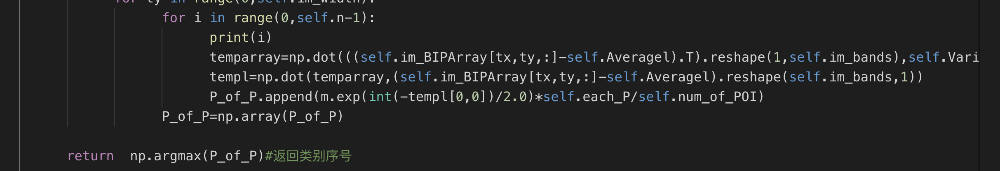 for ty in range(0,self.im_width):
for i in range(0,self.n-1):
print(i)
temparray=np.dot(((self.im_BIPArray[tx,ty,:]-self.Averagel).T).reshape(1,self.im_bands),self.Vari
templ=np.dot(temparray,(self.im_BIPArray[tx,ty,:]-self.Averagel).reshape(self.im_bands,1))
P_of_P.append(m.exp(int(-templ[0,0])/2.0)*self.each_P/self.num_of_POI)
P_of_P=np.array(P_of_P)
return  np.argmax(P_of_P)#返回类别序号